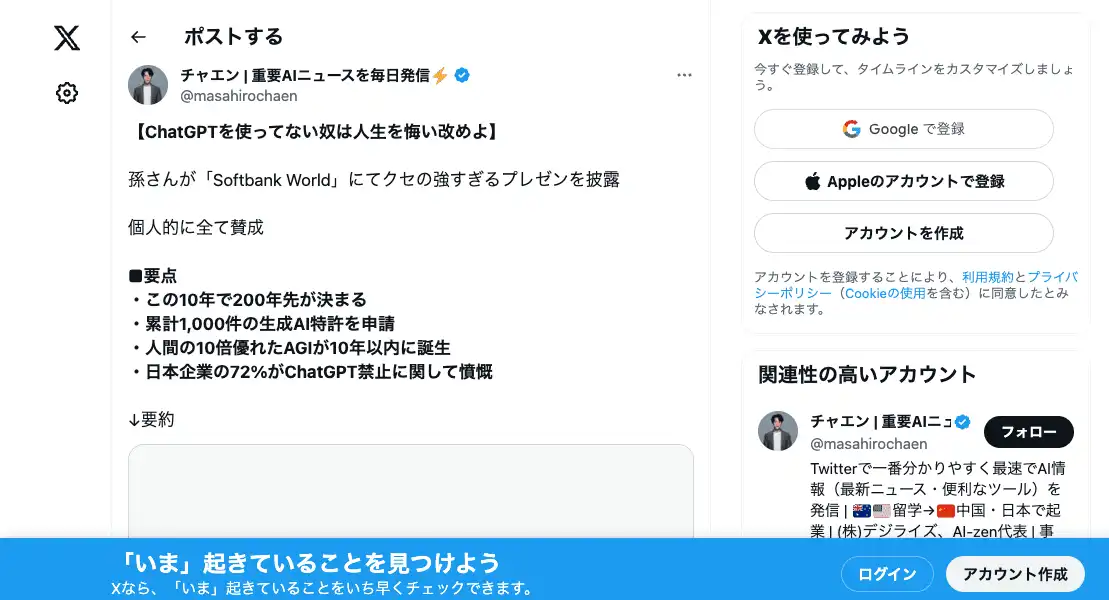 ポストする
チャエン | 重要AIニュースを毎日発信⚡
@masahirochaen
【ChatGPTを使ってない奴は人生を悔い改めよ】
孫さんが「Softbank World」にてクセの強すぎるプレゼンを披露
個人的に全て賛成
■要点
・この10年で200年先が決まる
・累計1,000件の生成AI特許を申請
・人間の10倍優れたAGIが10年以内に誕生
・日本企業の72%がChatGPT禁止に関して憤慨
↓要約
Xを使ってみよう
今すぐ登録して、タイムラインをカスタマイズしましょ
う。
Google で登録
Appleのアカウントで登録
アカウントを作成
アカウントを登録することにより、利用規約とプライバ
シーポリシー（Cookieの使用を含む）に同意したとみ
なされます。
関連性の高いアカウント
チャエン | 重要AIニュ
フォロー
@masahirochaen
Twitterで一番分かりやすく最速でAI情
報（最新ニュース・便利なツール）を
発信 | 🇦🇺🇺🇸留学→🇨🇳中国・日本で起
業 | (株)デジライズ、AI-zen代表 | 事
「いま」起きていることを見つけよう
Xなら、「いま」起きていることをいち早くチェックできます。
ログイン
アカウント作成